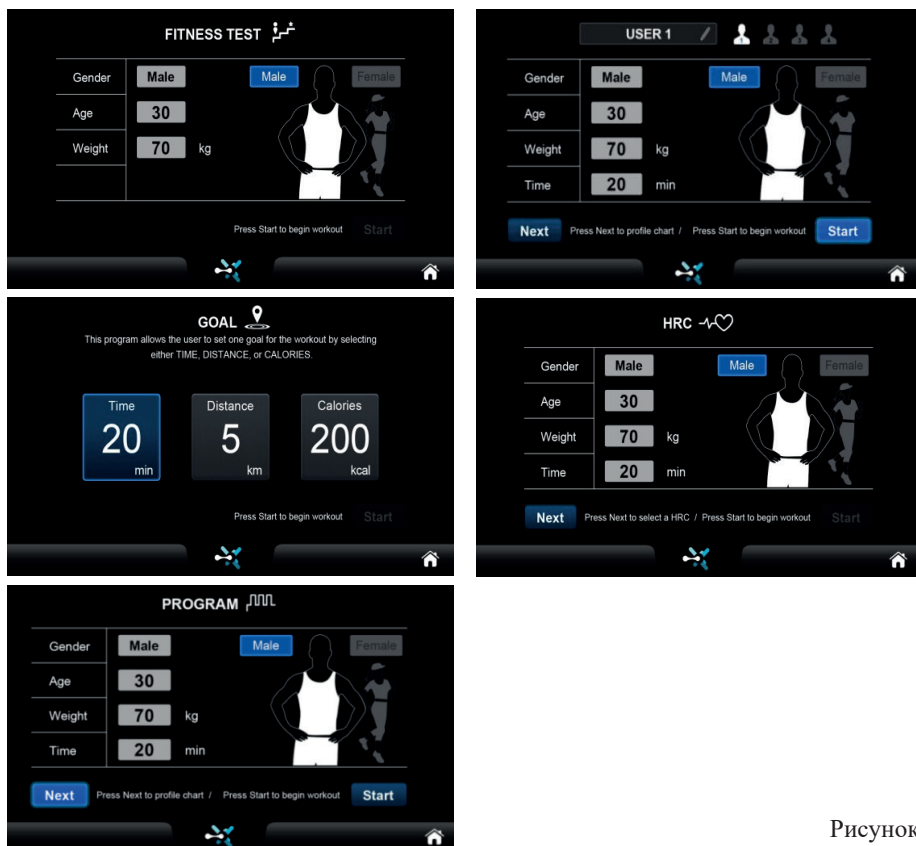 FITNESS TEST
Gender Male Male Female
Age 30
Weight 70 kg
Press Start to begin workout Start
USER 1
Gender Male Male Female
Age 30
Weight 70 kg
Time 20 min
Next Press Next to profile chart / Press Start to begin workout Start
GOAL
This program allows the user to set one goal for the workout by selecting
either TIME, DISTANCE, or CALORIES.
Time Distance Calories
20 5 200
min km kcal
Press Start to begin workout Start
HRC
Gender Male Male Female
Age 30
Weight 70 kg
Time 20 min
Next Press Next to select a HRC / Press Start to begin workout Start
PROGRAM
Gender Male Male Female
Age 30
Weight 70 kg
Time 20 min
Next Press Next to profile chart / Press Start to begin workout Start
Рисунок